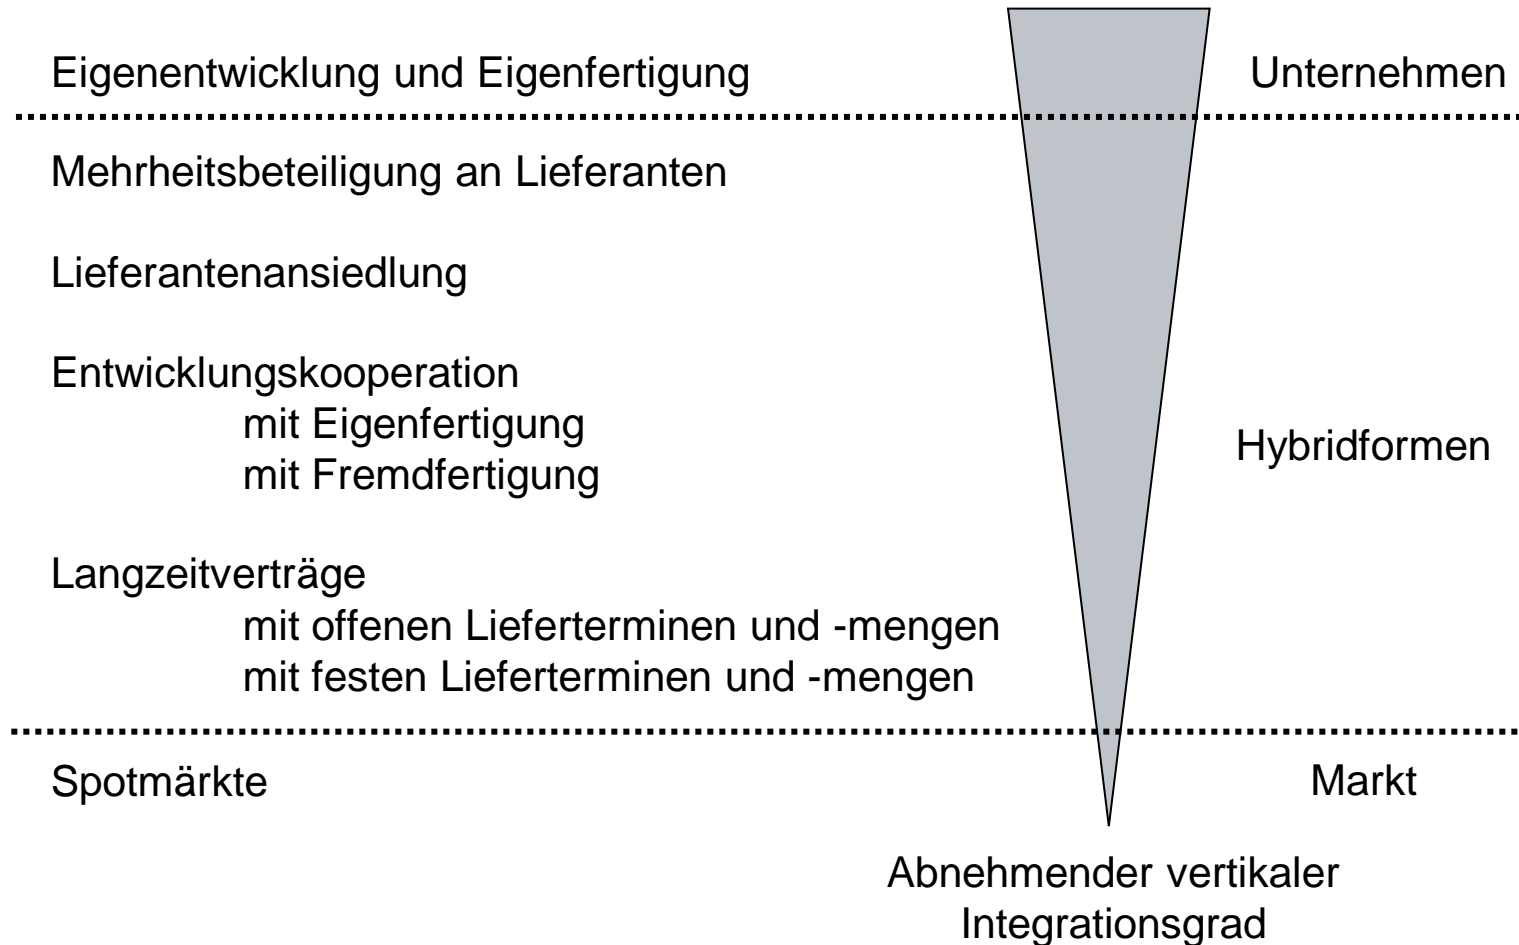 Eigenentwicklung und Eigenfertigung
Unternehmen
Mehrheitsbeteiligung an Lieferanten
Lieferantenansiedlung
Entwicklungskooperation
mit Eigenfertigung
mit Fremdfertigung
Hybridformen
Langzeitverträge
mit offenen Lieferterminen und -mengen
mit festen Lieferterminen und -mengen
Spotmärkte
Markt
Abnehmender vertikaler
Integrationsgrad